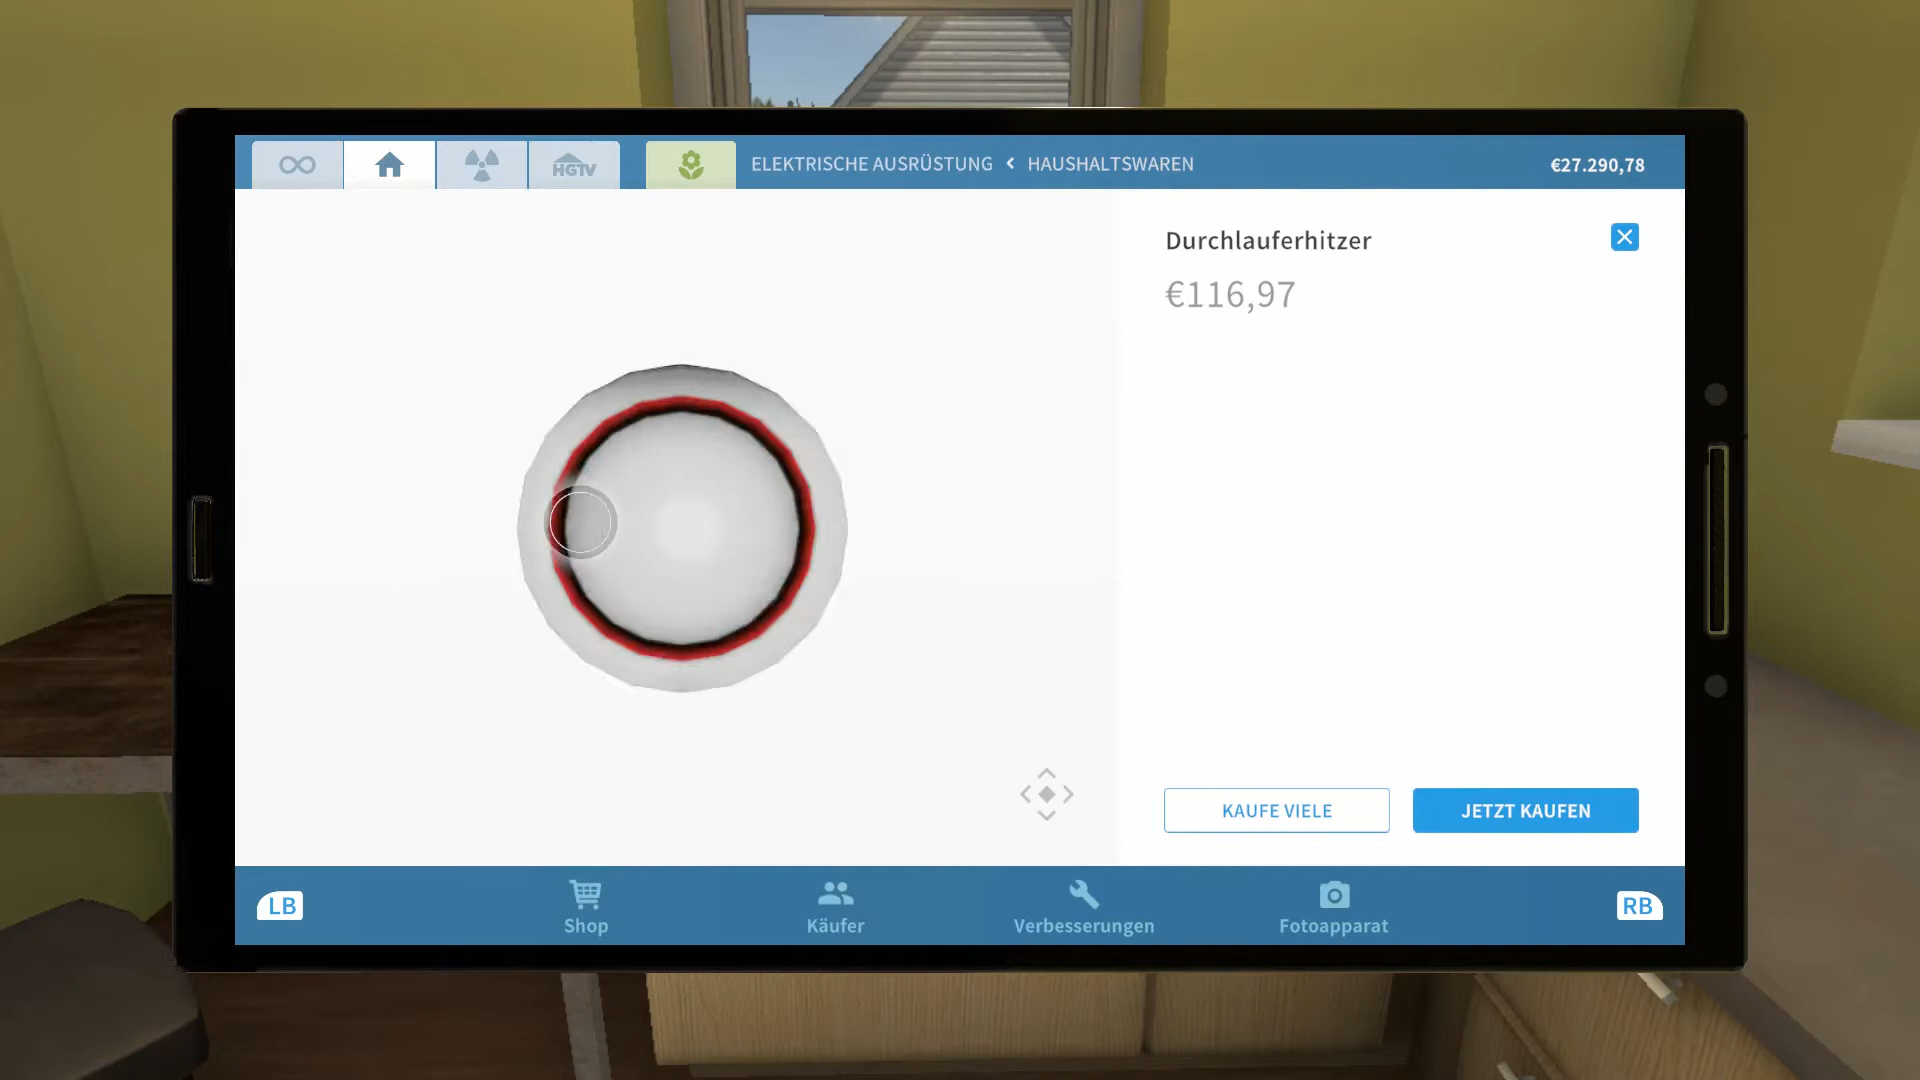 HGTV
ELEKTRISCHE AUSRÜSTUNG < HAUSHALTSWAREN
€27.290,78
Durchlauferhitzer
€116,97
KAUFE VIELE
JETZT KAUFEN
LB
Shop
Käufer
Verbesserungen
Fotoapparat
RB